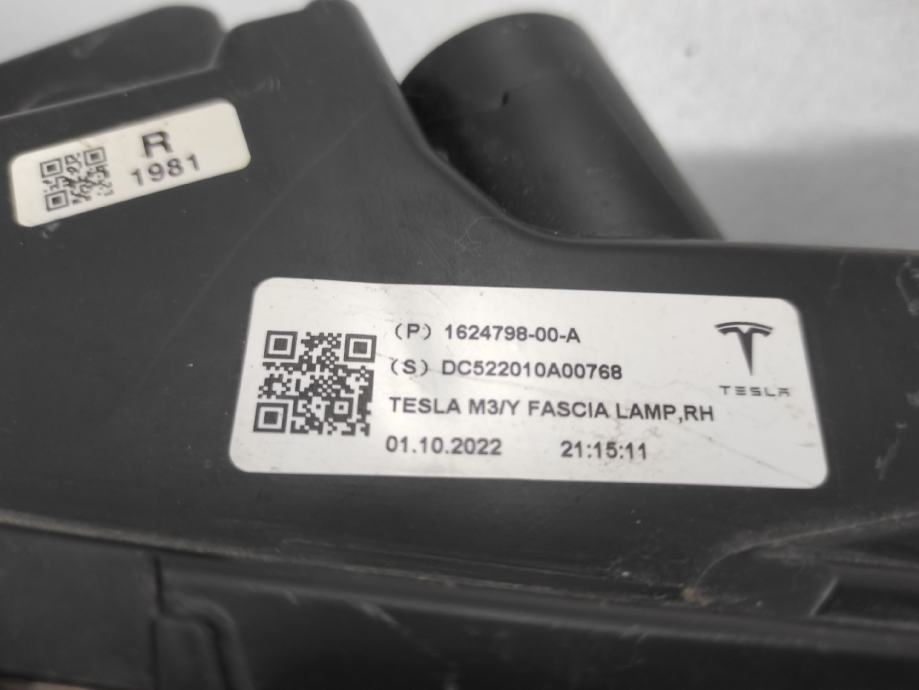 R
1981
(P) 1624798-00-A
(S) DC522010A00768
TESLA M3/Y FASCIA LAMP,RH
01.10.2022 21:15:11
TESLA